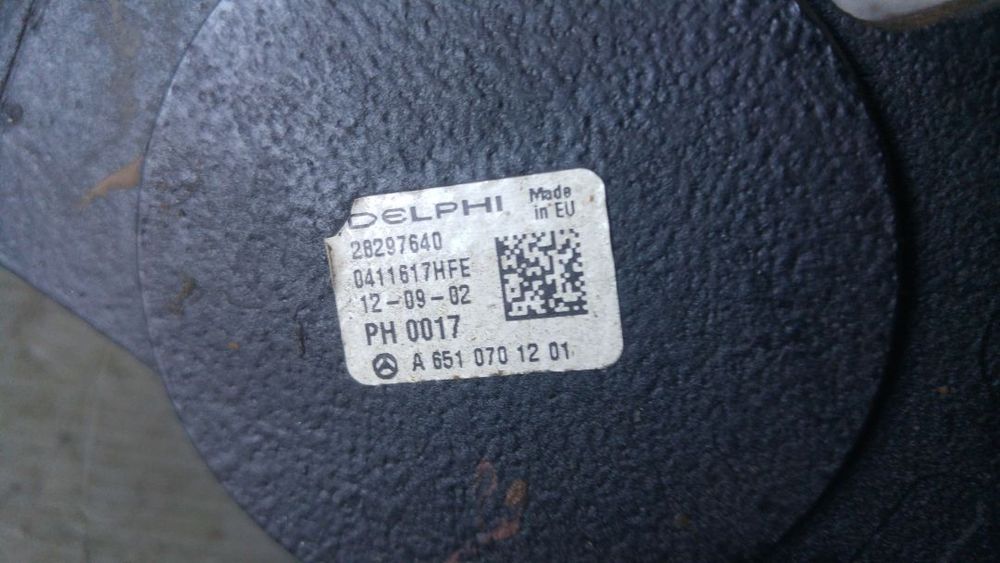 DELPHI Made
in EU
28297640
0411617HFE
12-09-02
PH 0017
A 651 070 12 01